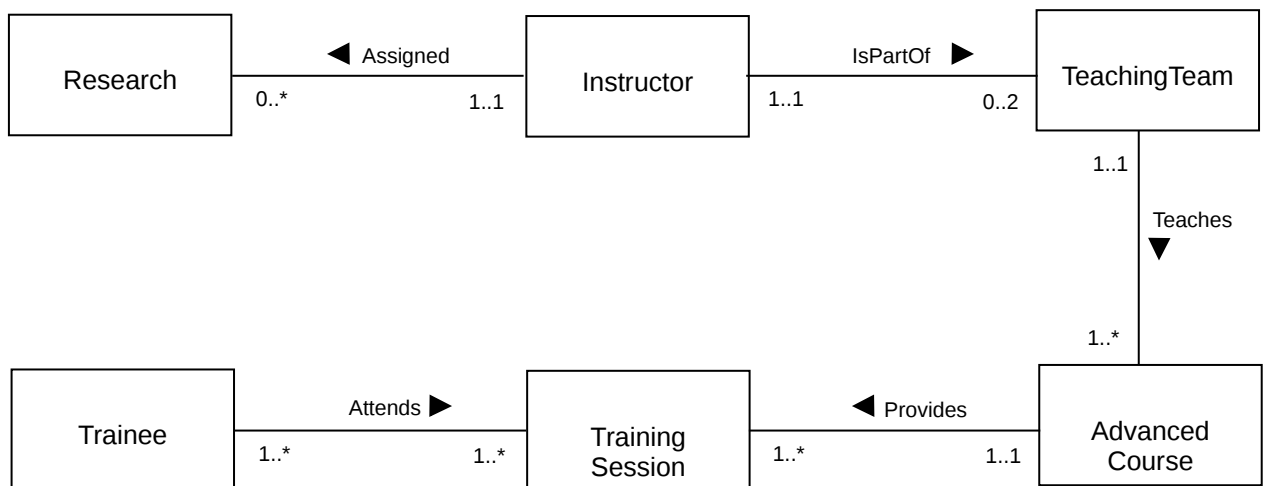 Research
Assigned
0..*
1..1
Instructor
IsPartOf
1..1
0..2
TeachingTeam
1..1
Teaches
1..*
Trainee
Attends
1..*
1..*
Training
Session
Provides
1..*
1..1
Advanced
Course